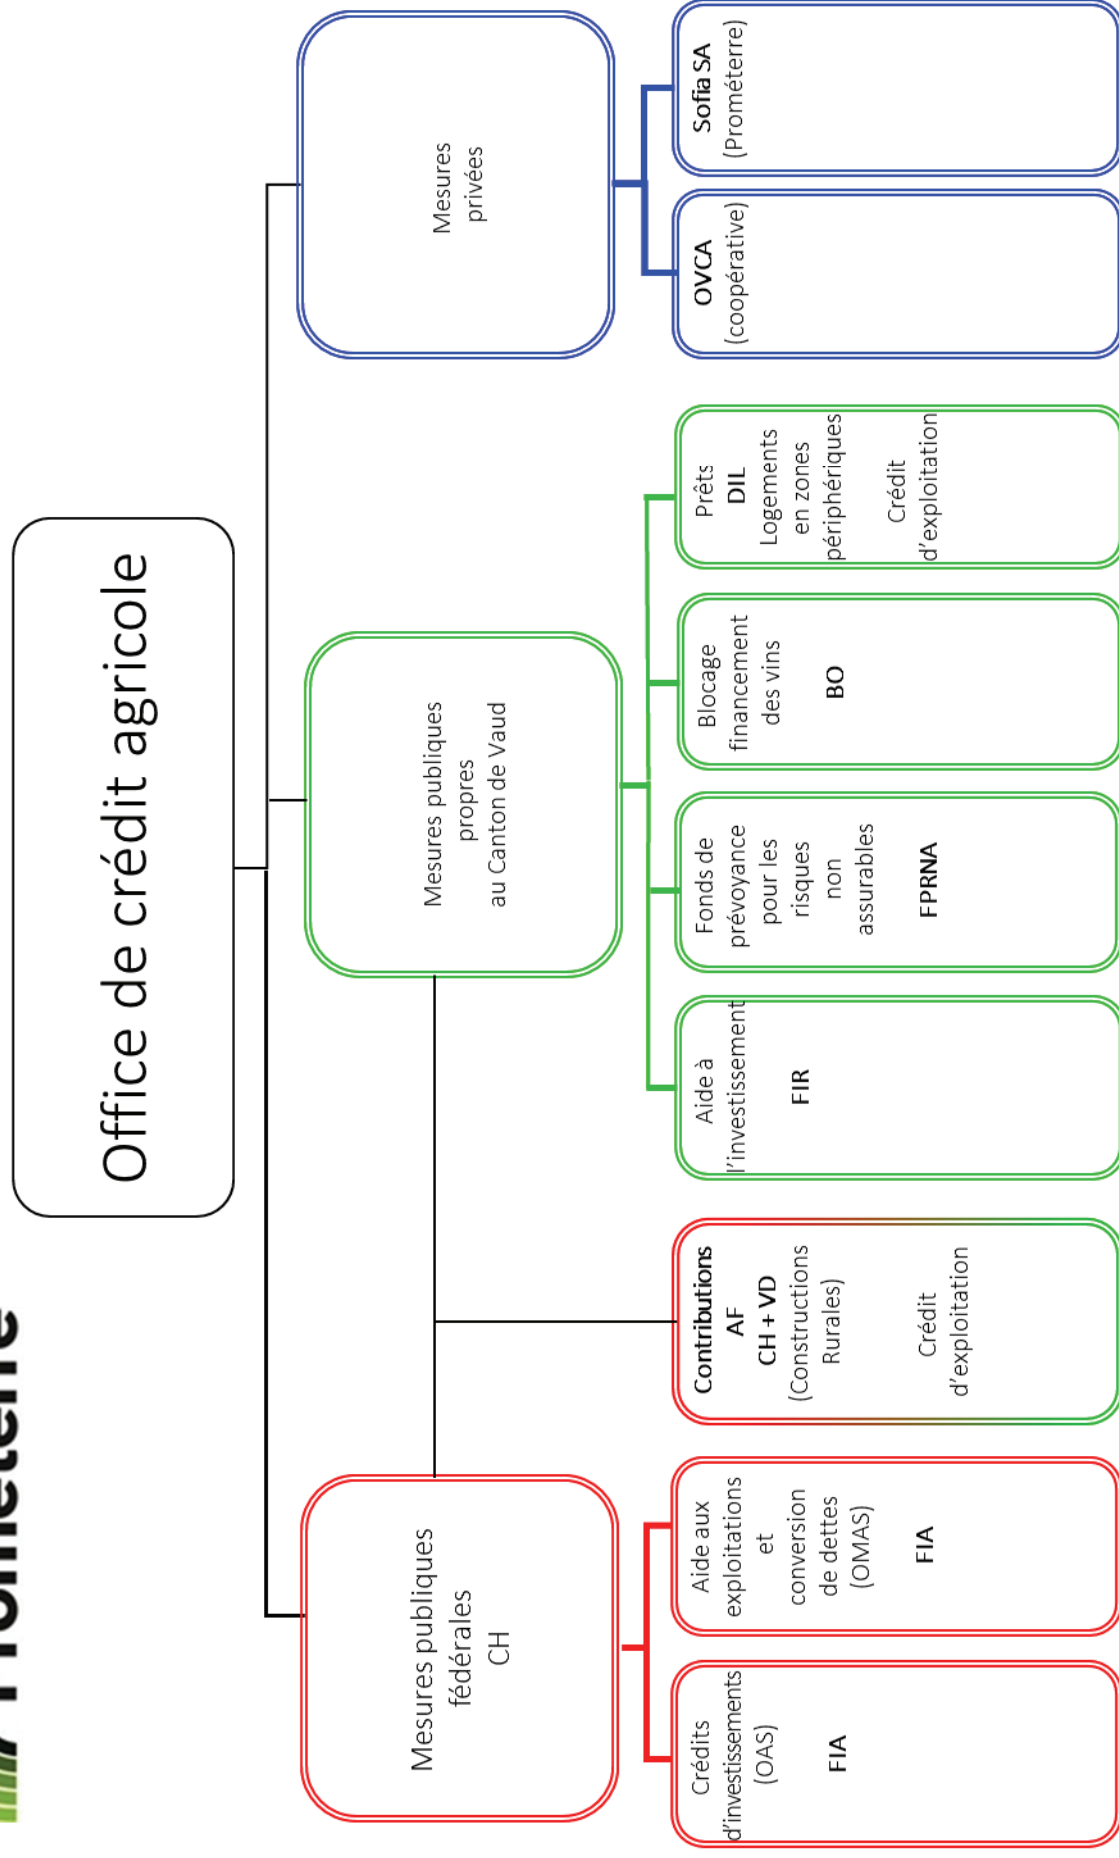 Office de crédit agricole
Mesures publiques
fédérales
CH
Mesures publiques
propres
au Canton de Vaud
Mesures
privées
Crédits
d'investissements
(OAS)
FIA
Aide aux
exploitations
et
conversion
de dettes
(OMAS)
FIA
Contributions
AF
CH + VD
(Constructions
Rurales)
Crédit
d'exploitation
Aide à
l'investissement
FIR
Fonds de
prévoyance
pour les
risques
non
assurables
FPRNA
Blocage
financement
des vins
BO
Prêts
DIL
Logements
en zones
périphériques
Crédit
d'exploitation
OVCA
(coopérative)
Sofia SA
(Prométerre)